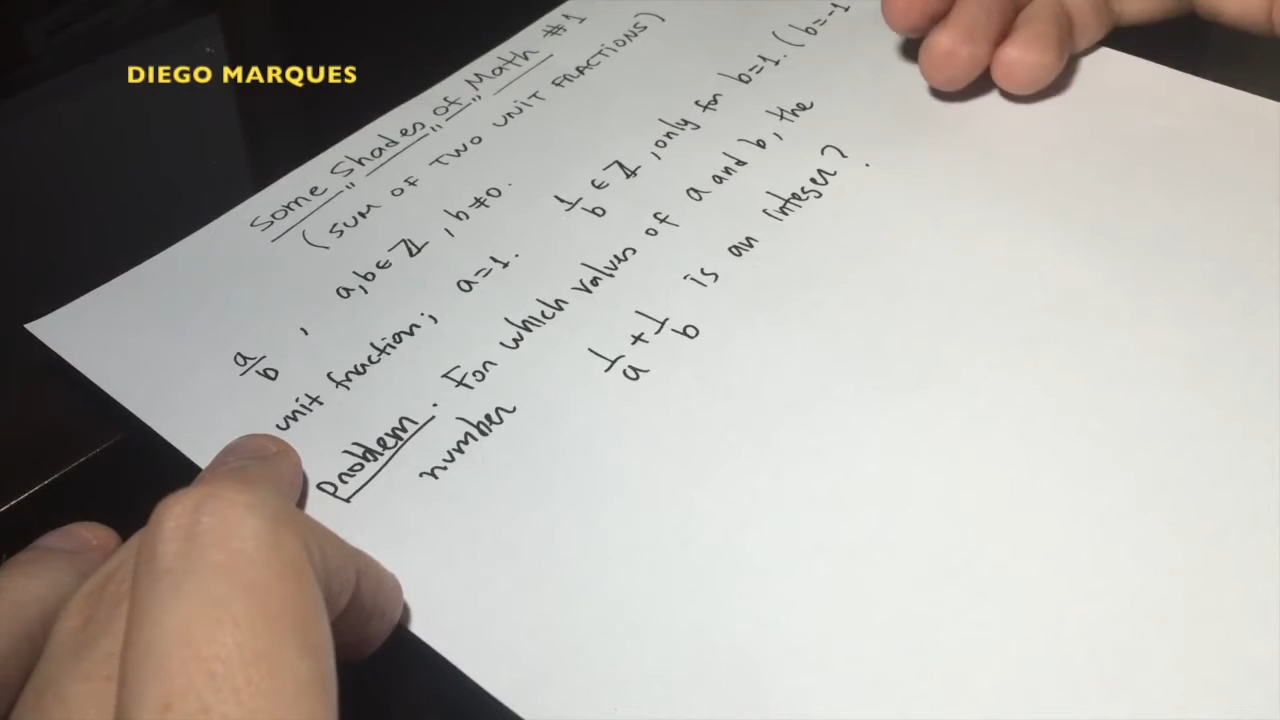 DIEGO MARQUES
Some "Shades" of "Math" #1
(SUM OF TWO UNIT FRACTIONS)
a/b , a,b ∈ ℤ , b ≠ 0.
unit fraction; a=1. 1/b ∈ ℤ , only for b=1. (b=-1
Problem. For which values of a and b, the
number 1/a + 1/b is an integer?